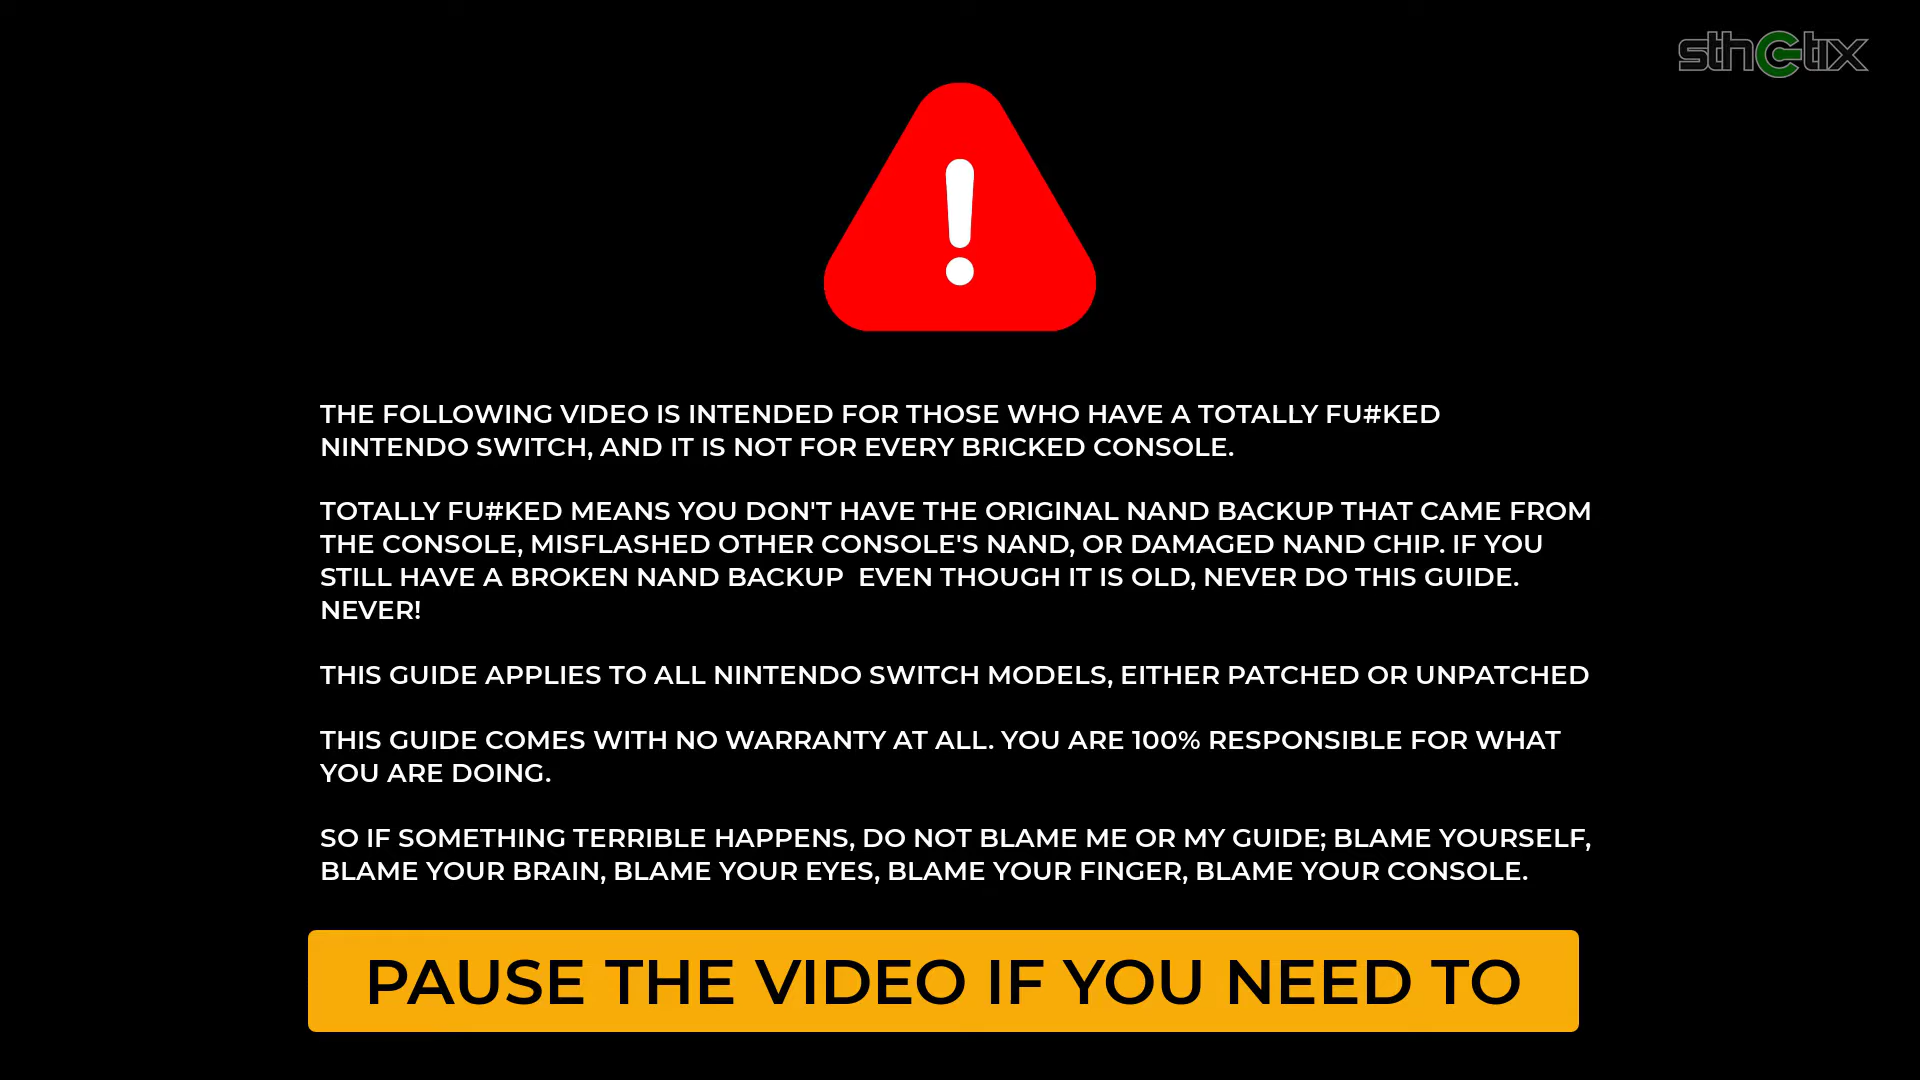 sthetix
THE FOLLOWING VIDEO IS INTENDED FOR THOSE WHO HAVE A TOTALLY FU#KED
NINTENDO SWITCH, AND IT IS NOT FOR EVERY BRICKED CONSOLE.
TOTALLY FU#KED MEANS YOU DON'T HAVE THE ORIGINAL NAND BACKUP THAT CAME FROM
THE CONSOLE, MISFLASHED OTHER CONSOLE'S NAND, OR DAMAGED NAND CHIP. IF YOU
STILL HAVE A BROKEN NAND BACKUP  EVEN THOUGH IT IS OLD, NEVER DO THIS GUIDE.
NEVER!
THIS GUIDE APPLIES TO ALL NINTENDO SWITCH MODELS, EITHER PATCHED OR UNPATCHED
THIS GUIDE COMES WITH NO WARRANTY AT ALL. YOU ARE 100% RESPONSIBLE FOR WHAT
YOU ARE DOING.
SO IF SOMETHING TERRIBLE HAPPENS, DO NOT BLAME ME OR MY GUIDE; BLAME YOURSELF,
BLAME YOUR BRAIN, BLAME YOUR EYES, BLAME YOUR FINGER, BLAME YOUR CONSOLE.
PAUSE THE VIDEO IF YOU NEED TO